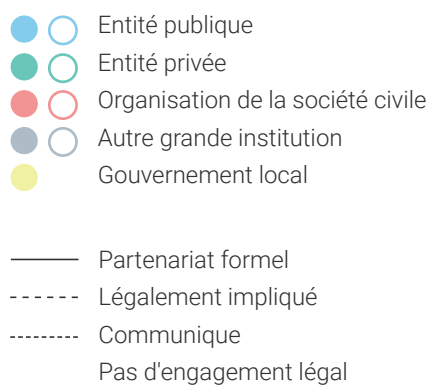 Entité publique
Entité privée
Organisation de la société civile
Autre grande institution
Gouvernement local
Partenariat formel
Légalement impliqué
Communique
Pas d'engagement légal